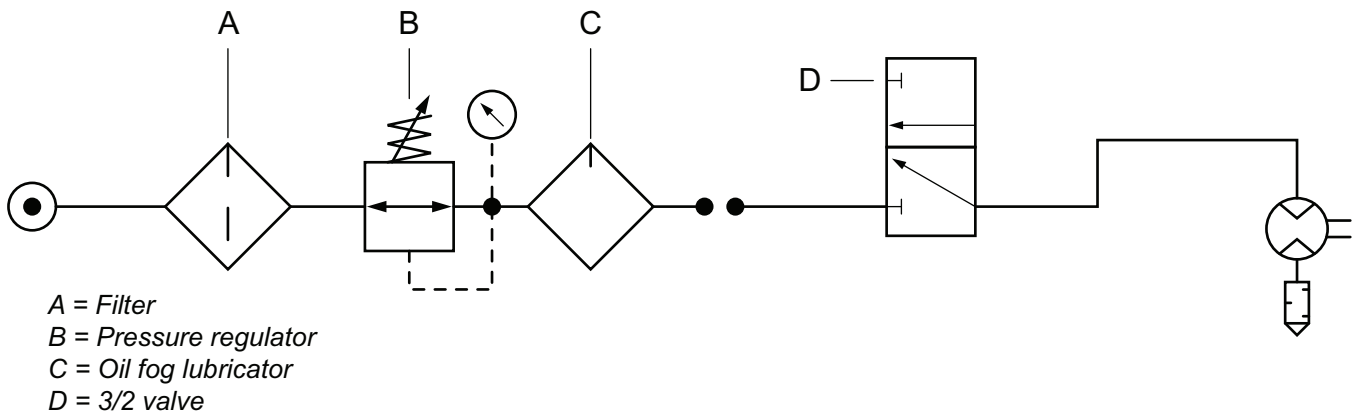 A
B
C
D
A = Filter
B = Pressure regulator
C = Oil fog lubricator
D = 3/2 valve